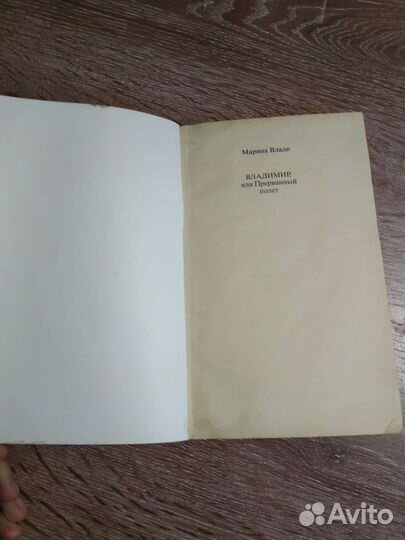 Марина Влади
ВЛАДИМИР,
или Прерванный
полет
Avito